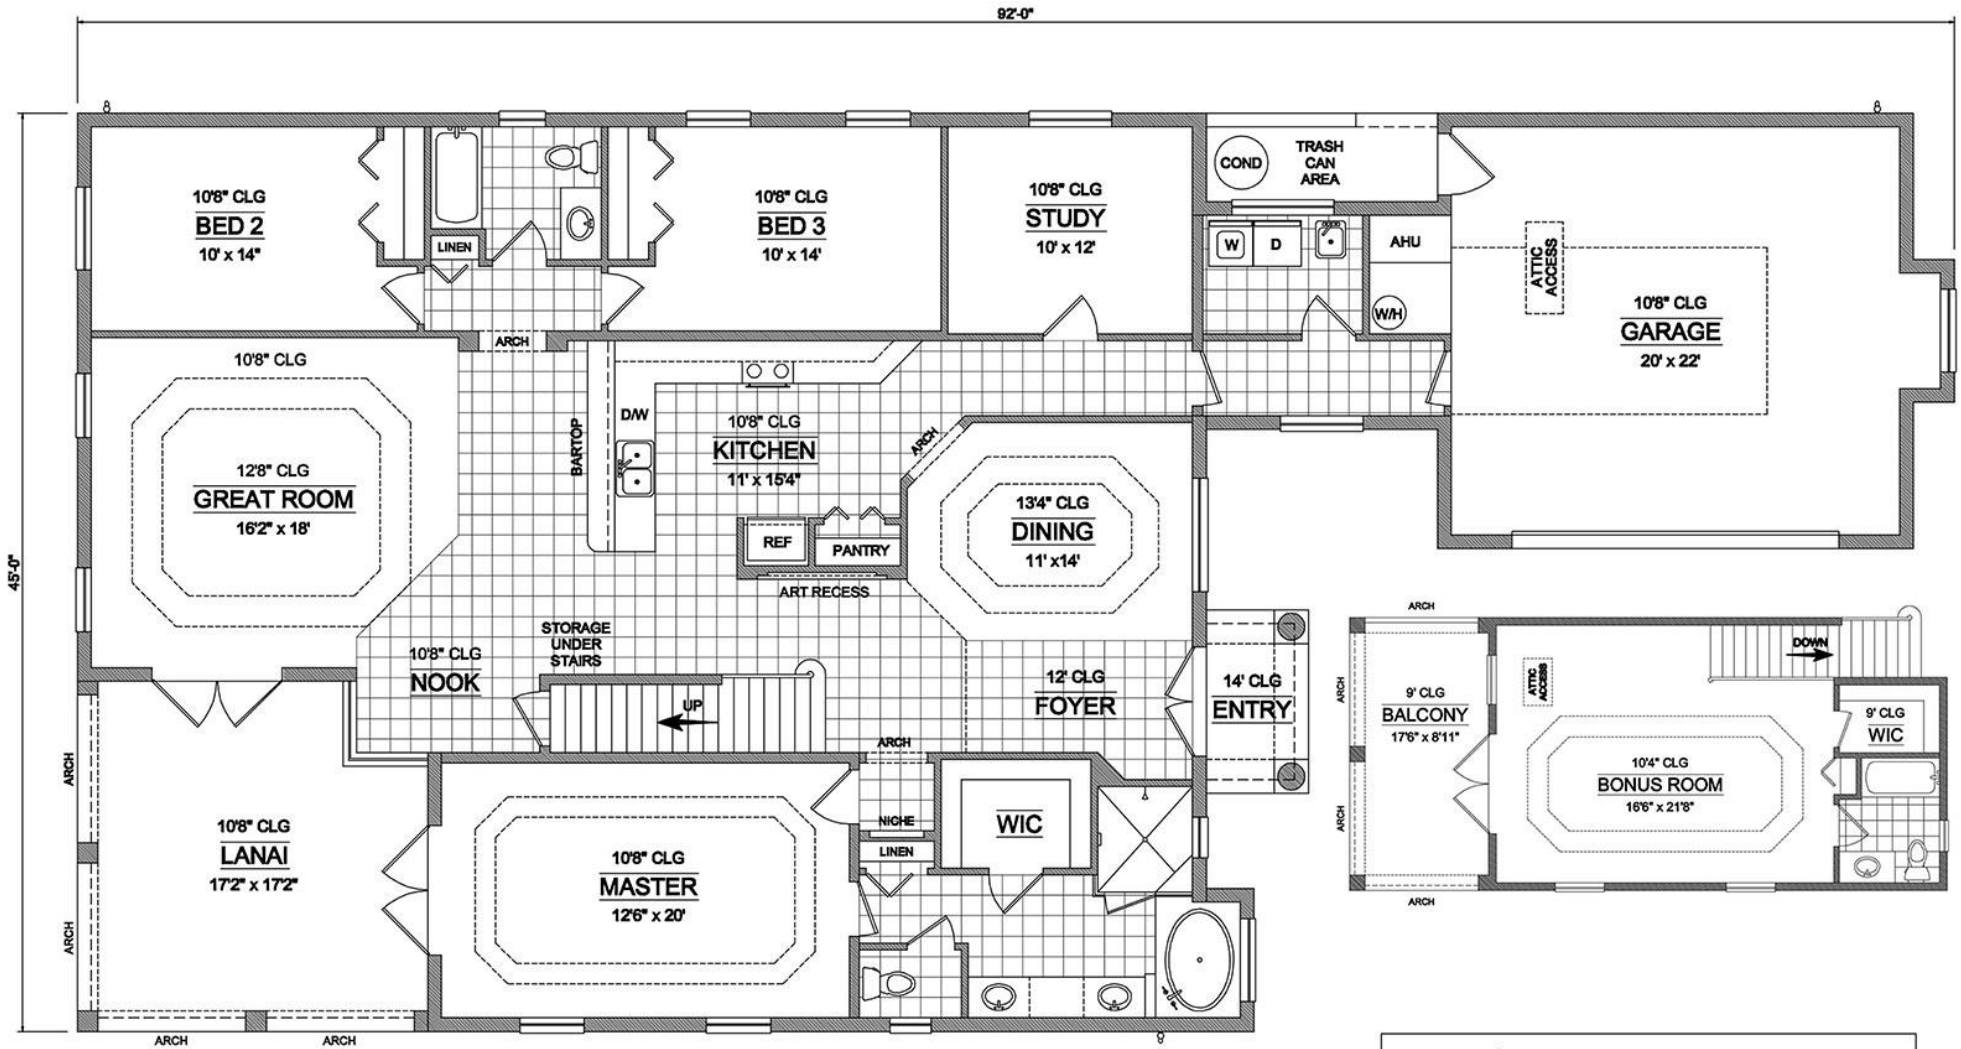 92'-0"
45'-0"
10'8" CLG
BED 2
10' x 14"
LINEN
10'8" CLG
BED 3
10' x 14'
10'8" CLG
STUDY
10' x 12'
COND
TRASH
CAN
AREA
W
D
AHU
W/H
ATTIC
ACCESS
10'8" CLG
GARAGE
20' x 22'
ARCH
10'8" CLG
12'8" CLG
GREAT ROOM
16'2" x 18'
BARTOP
D/W
10'8" CLG
KITCHEN
11' x 15'4"
ARCH
REF
PANTRY
ART RECESS
13'4" CLG
DINING
11' x14'
STORAGE
UNDER
STAIRS
10'8" CLG
NOOK
UP
12' CLG
FOYER
14' CLG
ENTRY
ARCH
ARCH
10'8" CLG
LANAI
17'2" x 17'2"
ARCH
ARCH
ARCH
10'8" CLG
MASTER
12'6" x 20'
NICHE
LINEN
WIC
ARCH
DOWN
ARCH
9' CLG
BALCONY
17'6" x 8'11"
ATTIC
ACCESS
9' CLG
WIC
10'4" CLG
BONUS ROOM
16'6" x 21'8"
ARCH
ARCH